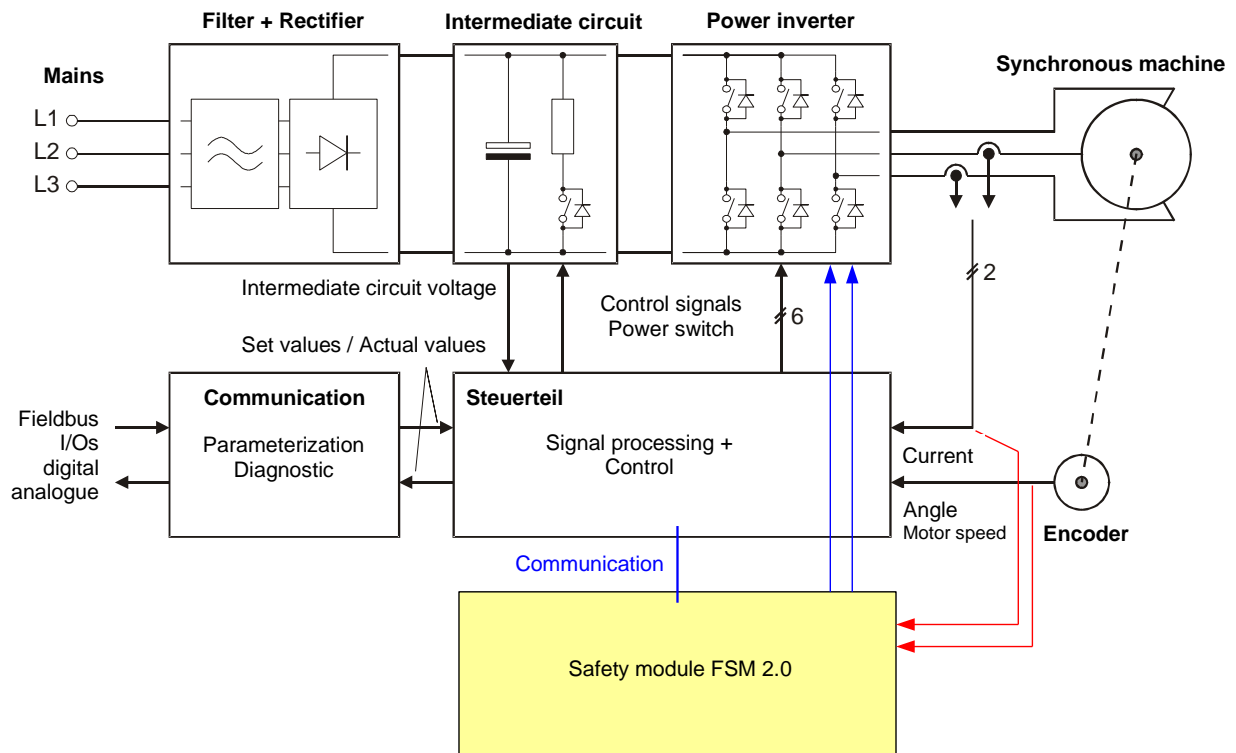 Filter + Rectifier
Intermediate circuit
Power inverter
Mains
Synchronous machine
L1
L2
L3
Intermediate circuit voltage
Control signals
Power switch
6
2
Set values / Actual values
Communication
Parameterization
Diagnostic
Steuerteil
Signal processing +
Control
Fieldbus
I/Os
digital
analogue
Current
Angle
Motor speed
Encoder
Communication
Safety module FSM 2.0